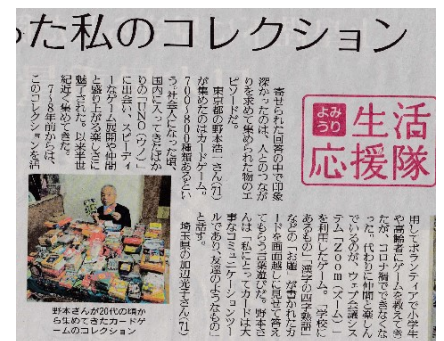 った私のコレクション
よみうり
生活
応援隊
寄せられた回答の中で印象
深かったのは、人とのつなが
りを求めて集められた物のエ
ピソードだ。
東京都の野本浩一さん(71)
が集めたのはカードゲーム。
700～800種類あるとい
う。社会人になった頃、
国内に入ってきたばか
りの「UNO(ウノ)」
に出会い、スピーディ
ーなゲーム展開や仲間
と盛り上がる楽しさに
魅了された。以来半世
紀近く集めてきた。
7～8年前からは、
このコレクションを活
用してボランティアで小学生
や高齢者にゲームを教えてき
たが、コロナ禍でできなくな
った。代わりに仲間と楽しん
でいるのが、ウェブ会議シス
テム「Zoom(ズーム)」
を利用したゲーム。「学校に
あるもの」「漢字の四字熟語」
などの「お題」が書かれたカ
ードを画面越しに見せて答え
てもらう言葉遊びだ。野本さ
んは「私にとってカードは大
事なコミュニケーションツー
ルであり、友達のようなもの」
と話す。
埼玉県の加辺光子さん(71)
野本さんが20代の頃か
ら集めてきたカードゲ
ームのコレクション